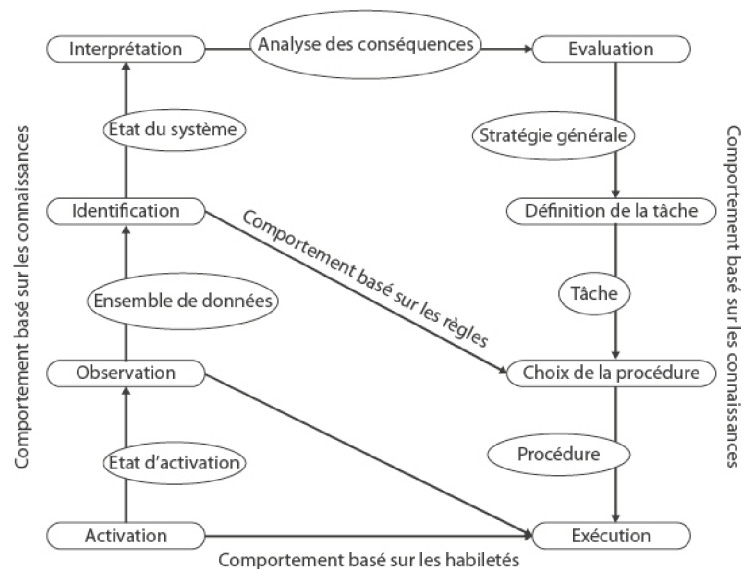 Interprétation
Analyse des conséquences
Evaluation
Etat du système
Stratégie générale
Comportement basé sur les connaissances
Comportement basé sur les connaissances
Identification
Définition de la tâche
Comportement basé sur les règles
Ensemble de données
Tâche
Observation
Choix de la procédure
Etat d'activation
Procédure
Activation
Exécution
Comportement basé sur les habiletés